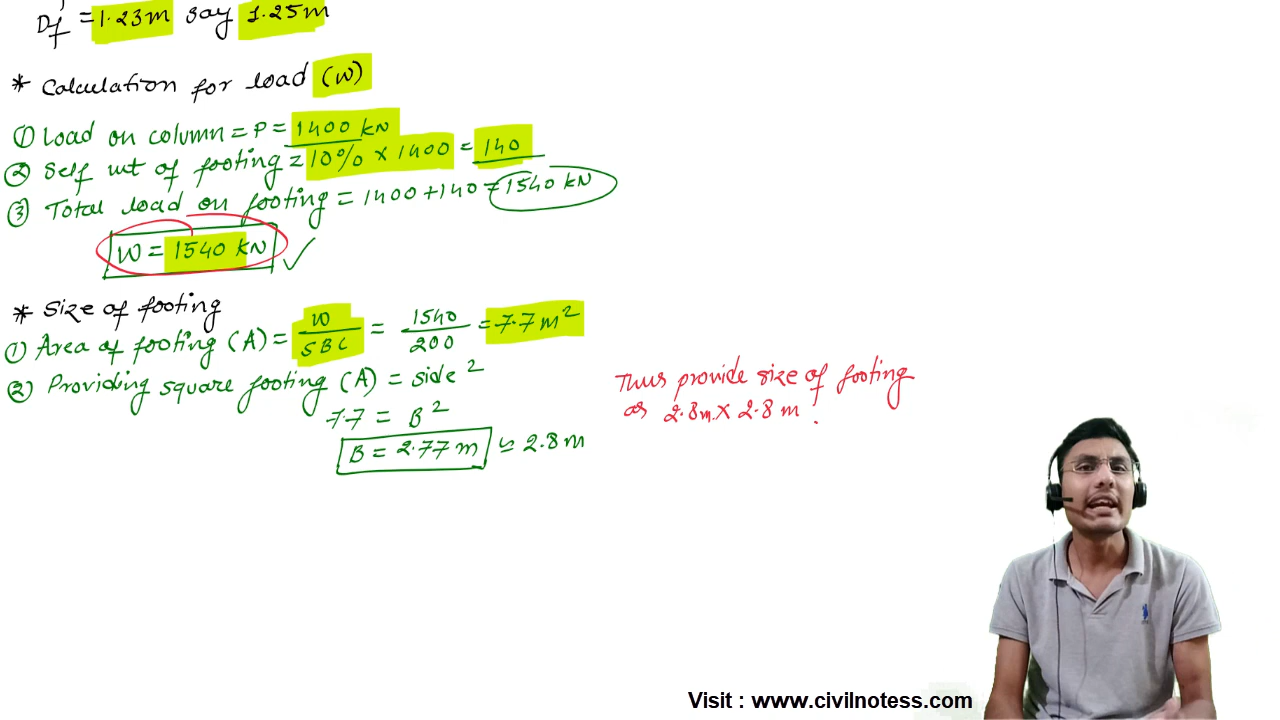 Df = 1.23m say 1.25m
* Calculation for load (W)
① Load on column = P = 1400 kN
② Self wt of footing = 10% × 1400 = 140
③ Total load on footing = 1400 + 140 = 1540 kN
W = 1540 kN ✓
* Size of footing
① Area of footing (A) = W/SBC = 1540/200 = 7.7 m²
② Providing square footing (A) = side²
7.7 = B²
B = 2.77 m ≃ 2.8 m
Thus provide size of footing
as 2.8m × 2.8 m.
Visit : www.civilnotess.com